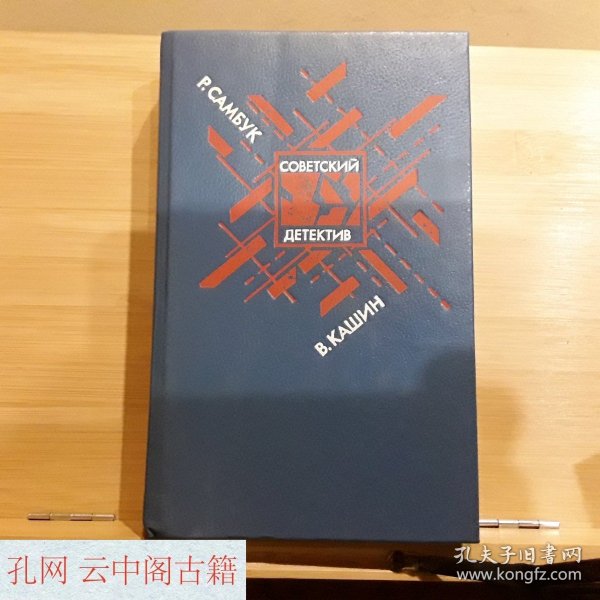 Р. САМБУК
СОВЕТСКИЙ
ДЕТЕКТИВ
В. КАШИН
孔网 云中阁古籍
孔夫子旧书网
www.kongfz.com